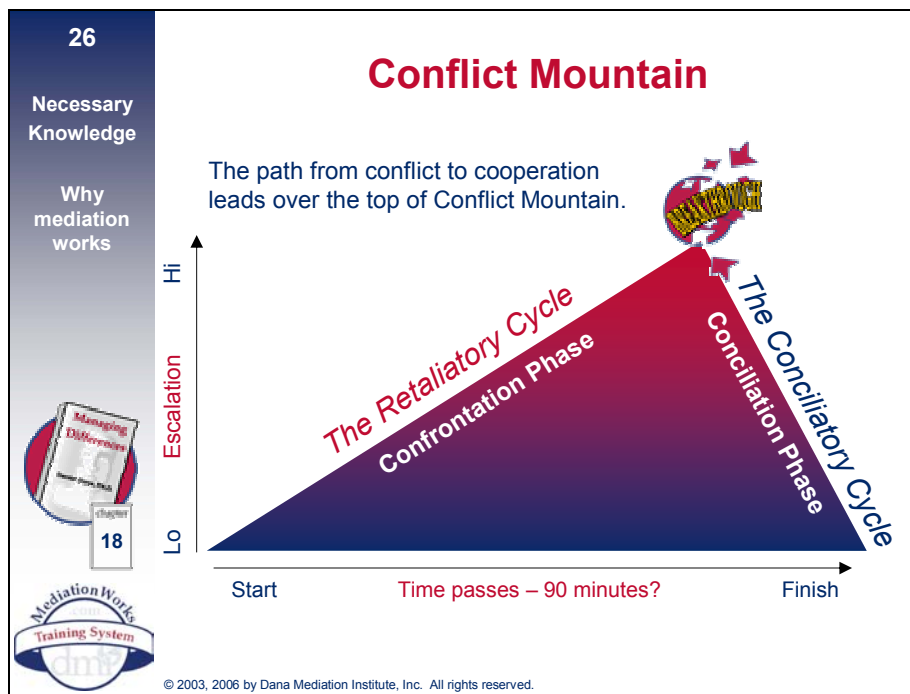 26
Necessary
Knowledge
Why
mediation
works
Conflict Mountain
The path from conflict to cooperation
leads over the top of Conflict Mountain.
BREAKTHROUGH
Hi
Escalation
Lo
The Retaliatory Cycle
Confrontation Phase
The Conciliatory Cycle
Conciliation Phase
Start
Time passes – 90 minutes?
Finish
Managing
Differences
chapter
18
MediationWorks
.com
Training System
dmi
© 2003, 2006 by Dana Mediation Institute, Inc. All rights reserved.